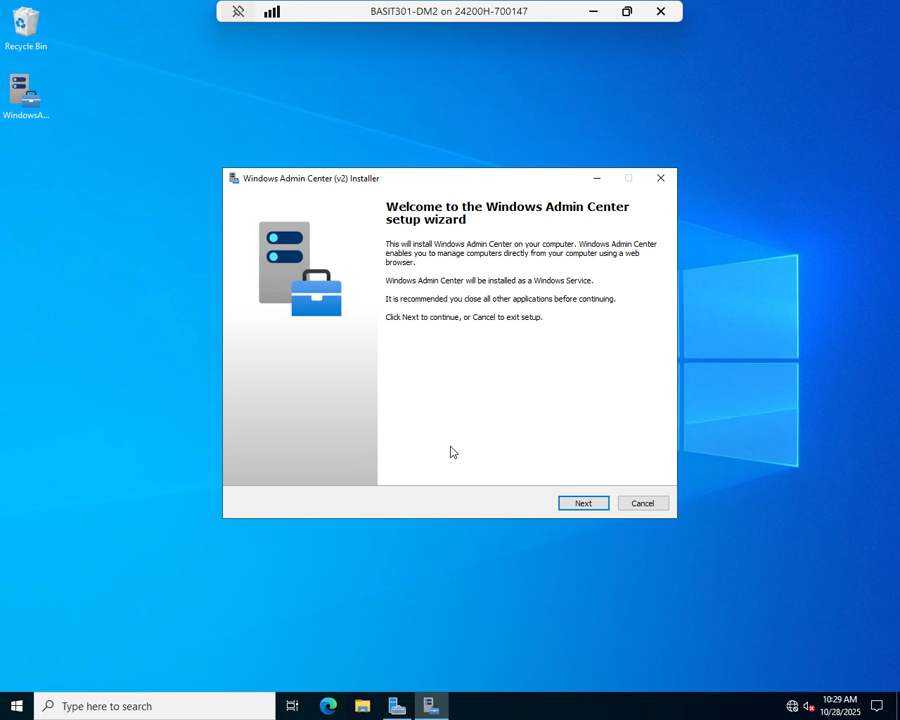 BASIT301-DM2 on 24200H-700147
Recycle Bin
WindowsA...
Windows Admin Center (v2) Installer
Welcome to the Windows Admin Center
setup wizard
This will install Windows Admin Center on your computer. Windows Admin Center
enables you to manage computers directly from your computer using a web
browser.
Windows Admin Center will be installed as a Windows Service.
It is recommended you close all other applications before continuing.
Click Next to continue, or Cancel to exit setup.
Next
Cancel
Type here to search
10:29 AM
10/28/2025